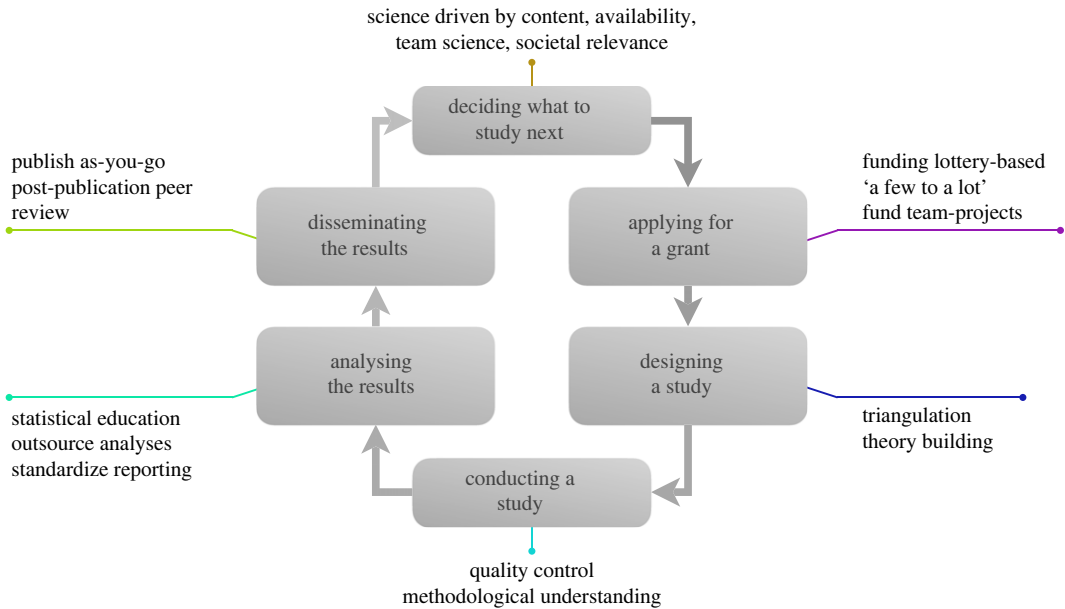 science driven by content, availability,
team science, societal relevance
deciding what to
study next
publish as-you-go
post-publication peer
review
funding lottery-based
‘a few to a lot’
fund team-projects
disseminating
the results
applying for
a grant
analysing
the results
designing
a study
statistical education
outsource analyses
standardize reporting
triangulation
theory building
conducting a
study
quality control
methodological understanding